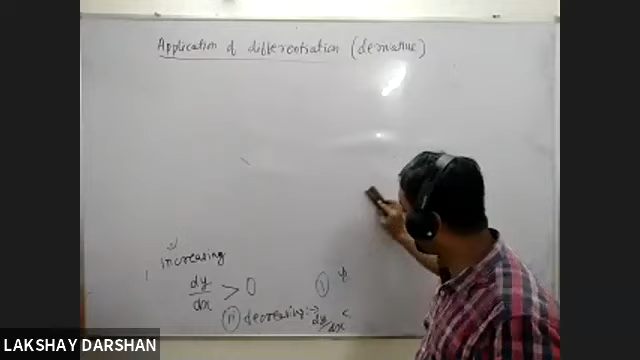 Application of differentiation (derivative)
increasing
dy/dx > 0
(i)
(ii) decreasing :→ dy/dx <
LAKSHAY DARSHAN